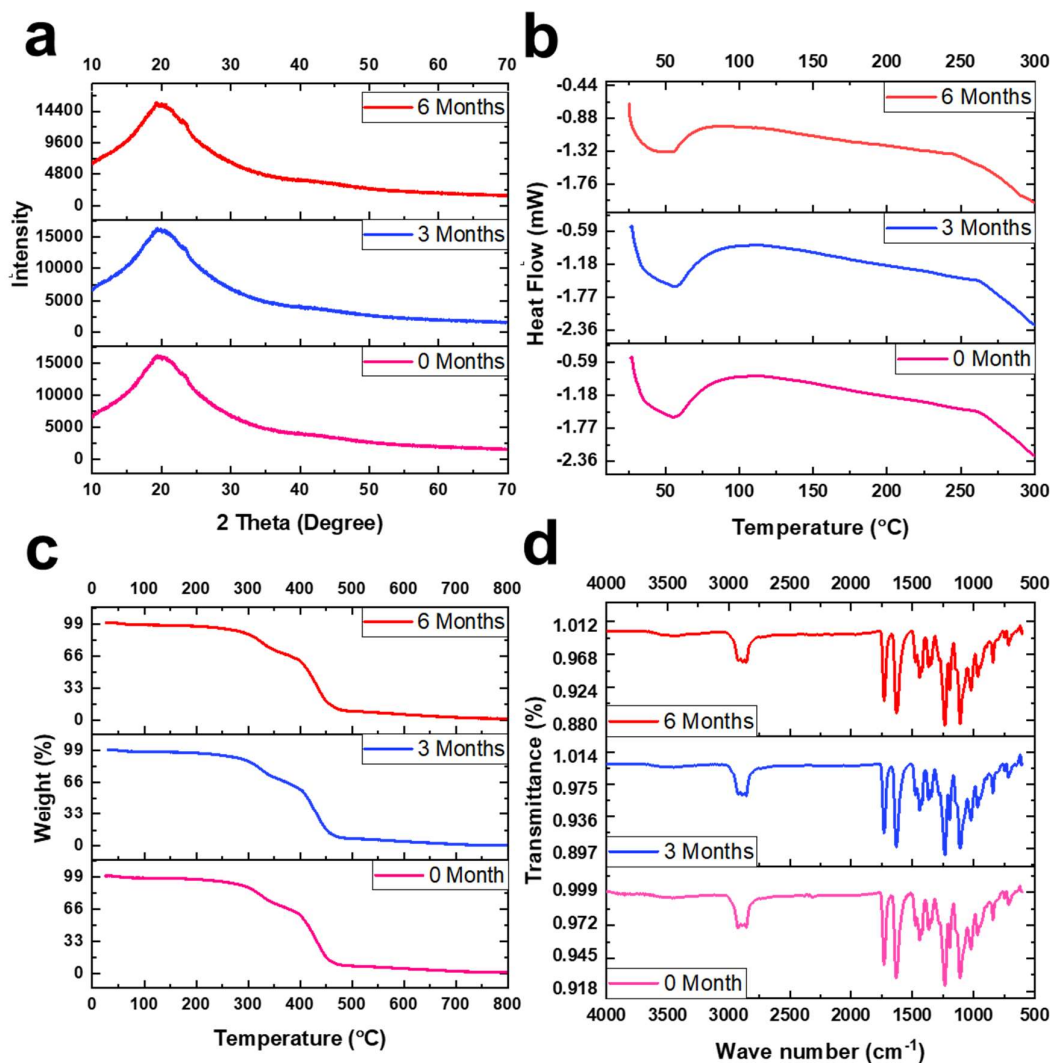 a
10 20 30 40 50 60 70
14400
9600
4800
0
6 Months
15000
10000
5000
0
3 Months
15000
10000
5000
0
0 Months
Intensity
10 20 30 40 50 60 70
2 Theta (Degree)
b
50 100 150 200 250 300
-0.44
-0.88
-1.32
-1.76
6 Months
-0.59
-1.18
-1.77
-2.36
3 Months
-0.59
-1.18
-1.77
-2.36
0 Month
Heat Flow (mW)
50 100 150 200 250 300
Temperature (°C)
c
0 100 200 300 400 500 600 700 800
99
66
33
0
6 Months
99
66
33
0
3 Months
99
66
33
0
0 Month
Weight (%)
0 100 200 300 400 500 600 700 800
Temperature (°C)
d
4000 3500 3000 2500 2000 1500 1000 500
1.012
0.968
0.924
0.880
6 Months
1.014
0.975
0.936
0.897
3 Months
0.999
0.972
0.945
0.918
0 Month
Transmittance (%)
4000 3500 3000 2500 2000 1500 1000 500
Wave number (cm⁻¹)